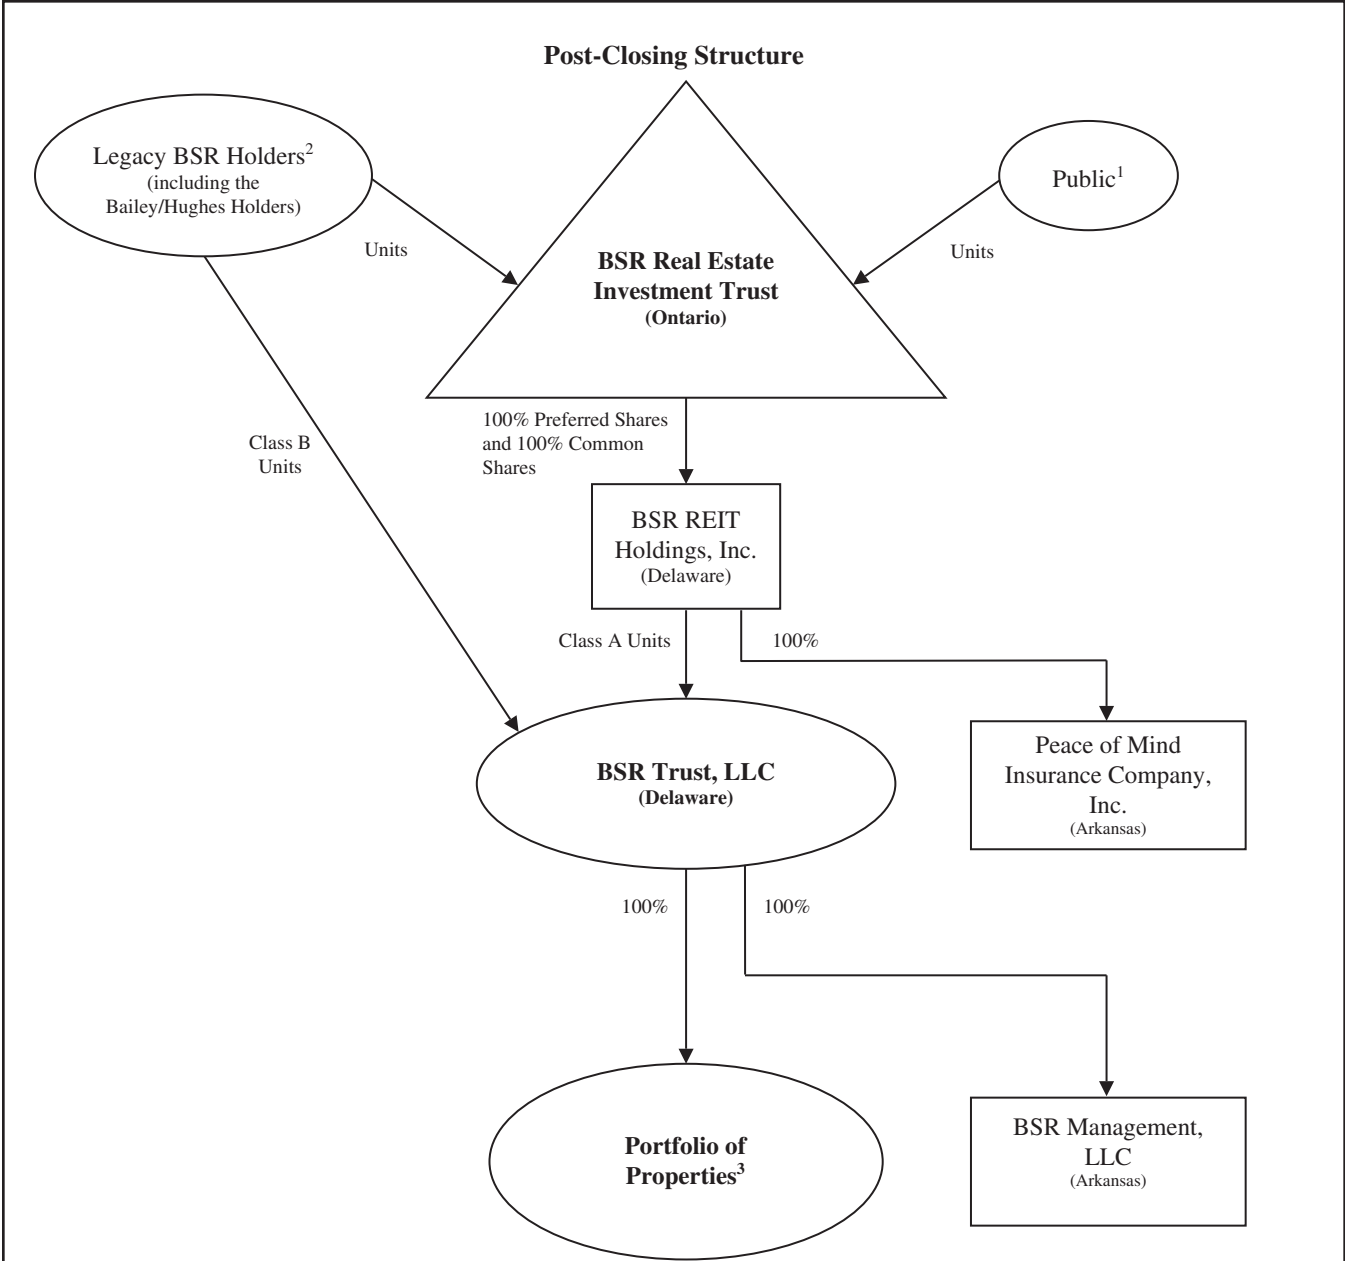 Post-Closing Structure
Legacy BSR Holders2
(including the
Bailey/Hughes Holders)
Public1
Units
Units
BSR Real Estate
Investment Trust
(Ontario)
100% Preferred Shares
and 100% Common
Shares
Class B
Units
BSR REIT
Holdings, Inc.
(Delaware)
Class A Units
100%
BSR Trust, LLC
(Delaware)
Peace of Mind
Insurance Company,
Inc.
(Arkansas)
100%
100%
Portfolio of
Properties3
BSR Management,
LLC
(Arkansas)